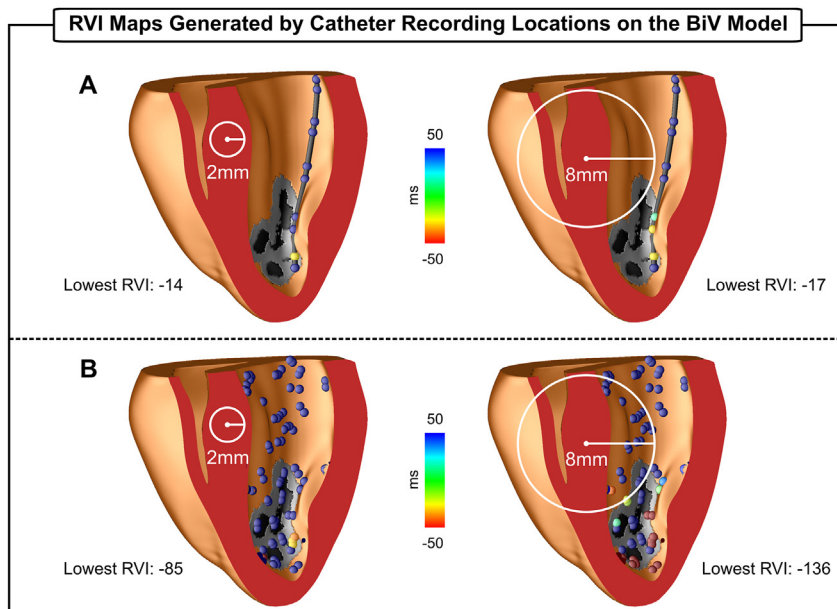 RVI Maps Generated by Catheter Recording Locations on the BiV Model
A
2mm
50
ms
-50
8mm
Lowest RVI: -14
Lowest RVI: -17
B
2mm
50
ms
-50
8mm
Lowest RVI: -85
Lowest RVI: -136